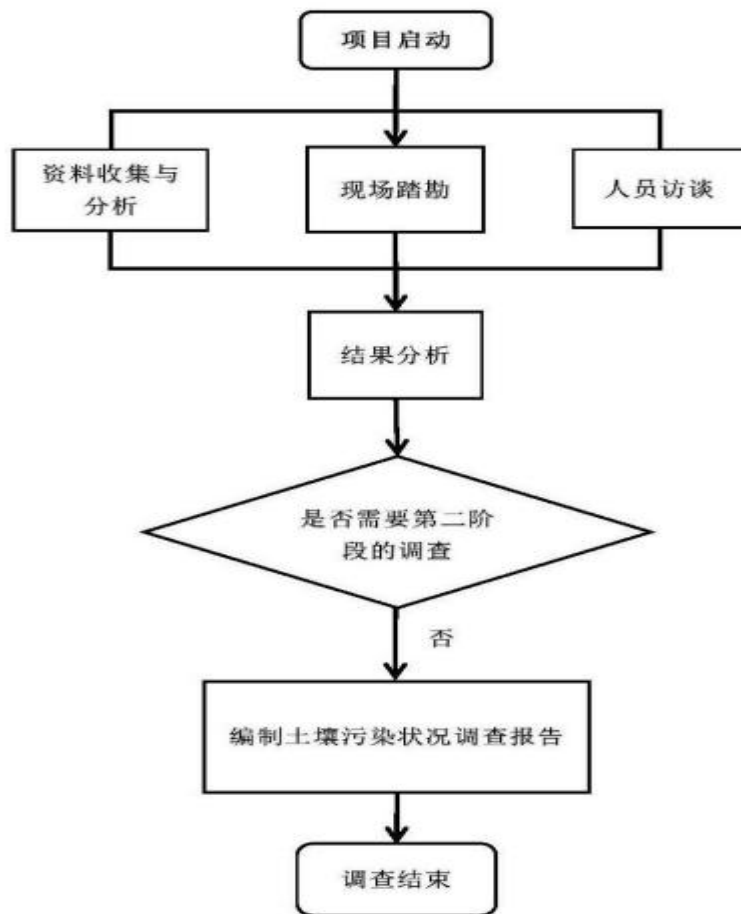 项目启动
资料收集与
分析
现场踏勘
人员访谈
结果分析
是否需要第二阶
段的调查
否
编制土壤污染状况调查报告
调查结束